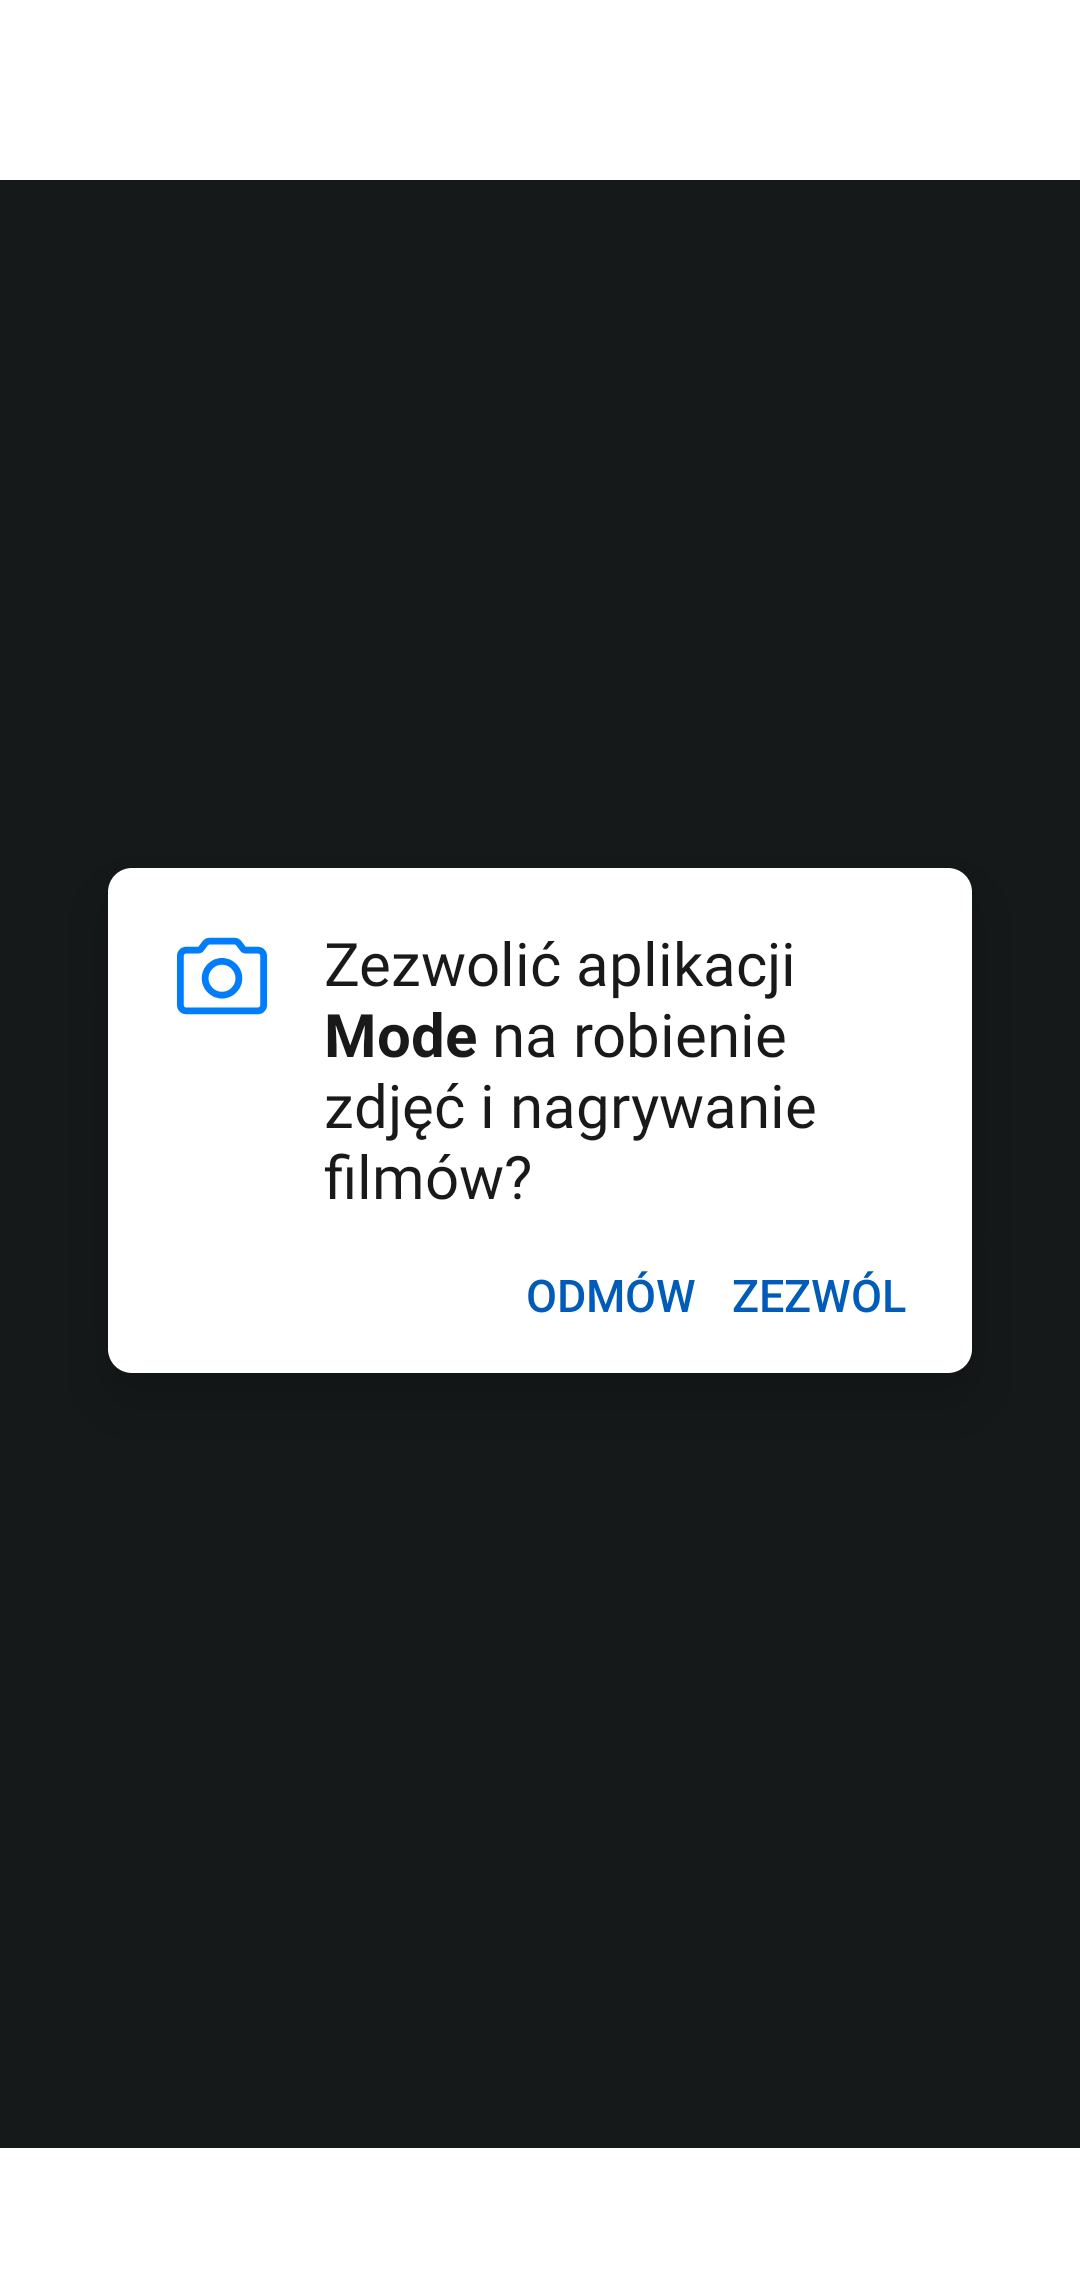 Zezwolić aplikacji
Mode na robienie
zdjęć i nagrywanie
filmów?
ODMÓW ZEZWÓL